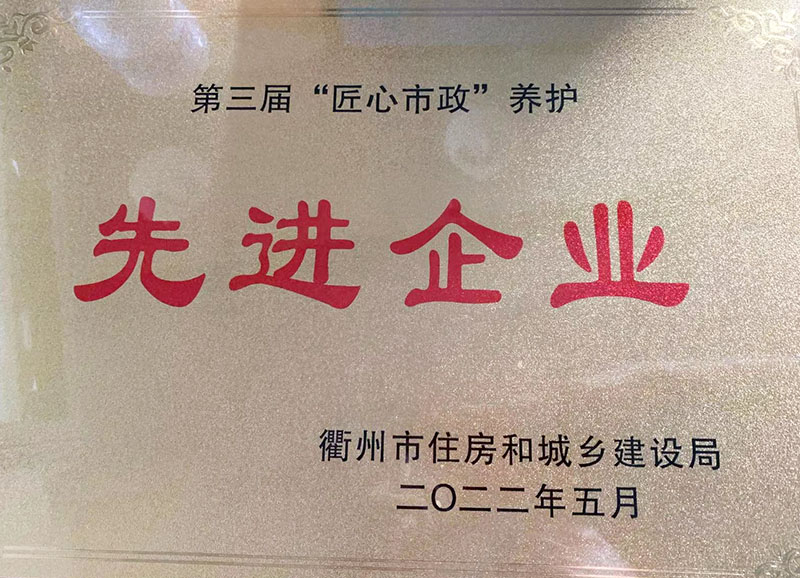 第三届“匠心市政”养护
先进企业
衢州市住房和城乡建设局
二〇二二年五月